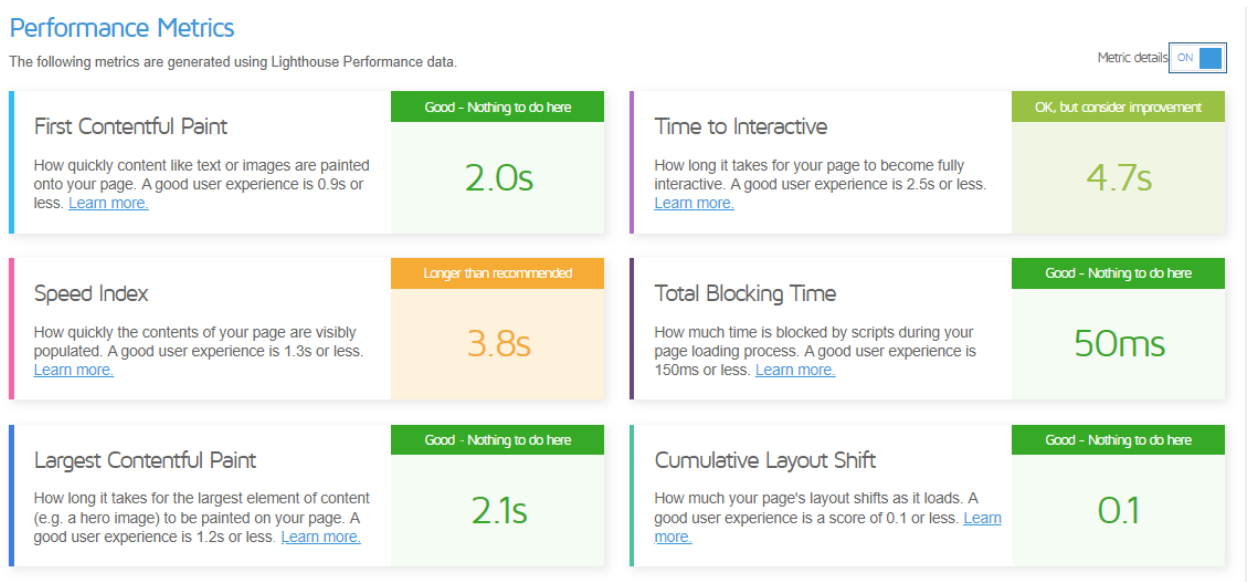 Performance Metrics
The following metrics are generated using Lighthouse Performance data.
Metric details ON
First Contentful Paint
How quickly content like text or images are painted
onto your page. A good user experience is 0.9s or
less. Learn more.
Good - Nothing to do here
2.0s
Time to Interactive
How long it takes for your page to become fully
interactive. A good user experience is 2.5s or less.
Learn more.
OK, but consider improvement
4.7s
Speed Index
How quickly the contents of your page are visibly
populated. A good user experience is 1.3s or less.
Learn more.
Longer than recommended
3.8s
Total Blocking Time
How much time is blocked by scripts during your
page loading process. A good user experience is
150ms or less. Learn more.
Good - Nothing to do here
50ms
Largest Contentful Paint
How long it takes for the largest element of content
(e.g. a hero image) to be painted on your page. A
good user experience is 1.2s or less. Learn more.
Good - Nothing to do here
2.1s
Cumulative Layout Shift
How much your page's layout shifts as it loads. A
good user experience is a score of 0.1 or less. Learn
more.
Good - Nothing to do here
0.1